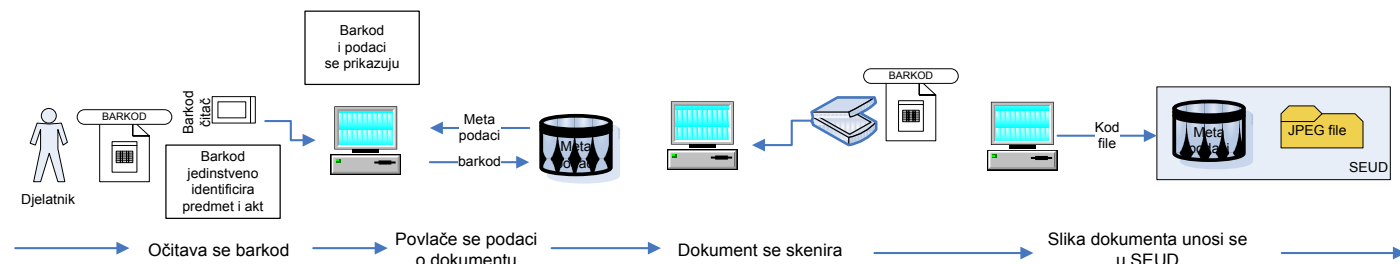 Barkod
i podaci
se prikazuju
BARKOD
Barkod
čitač
Barkod
jedinstveno
identificira
predmet i akt
Djelatnik
Meta
podaci
barkod
Meta
podaci
BARKOD
Kod
file
Meta
podaci
JPEG file
SEUD
Očitava se barkod
Povlače se podaci
o dokumentu
Dokument se skenira
Slika dokumenta unosi se
u SEUD